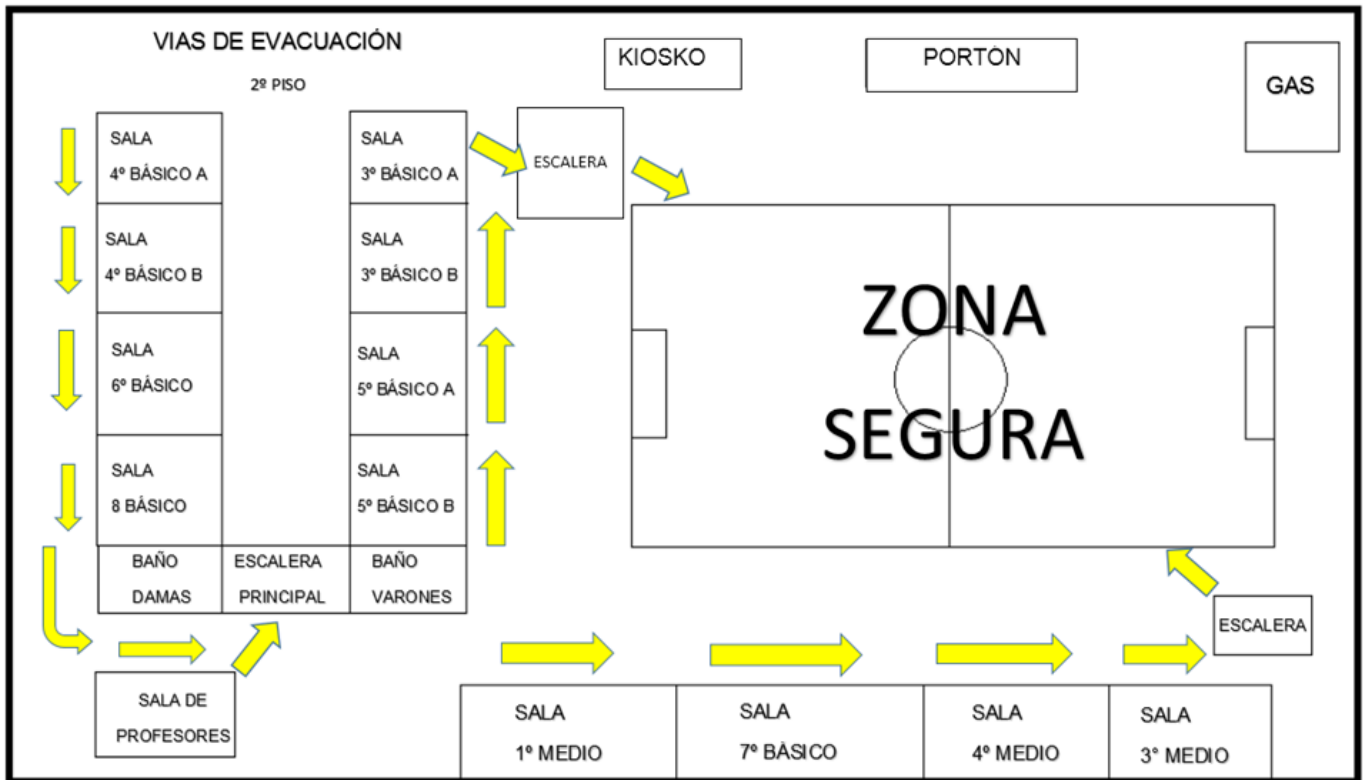 VIAS DE EVACUACIÓN
2º PISO
KIOSKO
PORTÓN
GAS
SALA
4º BÁSICO A
SALA
3º BÁSICO A
ESCALERA
SALA
4º BÁSICO B
SALA
3º BÁSICO B
SALA
6º BÁSICO
SALA
5º BÁSICO A
SALA
8 BÁSICO
SALA
5º BÁSICO B
ZONA
SEGURA
BAÑO
DAMAS
ESCALERA
PRINCIPAL
BAÑO
VARONES
ESCALERA
SALA DE
PROFESORES
SALA
1º MEDIO
SALA
7º BÁSICO
SALA
4º MEDIO
SALA
3° MEDIO